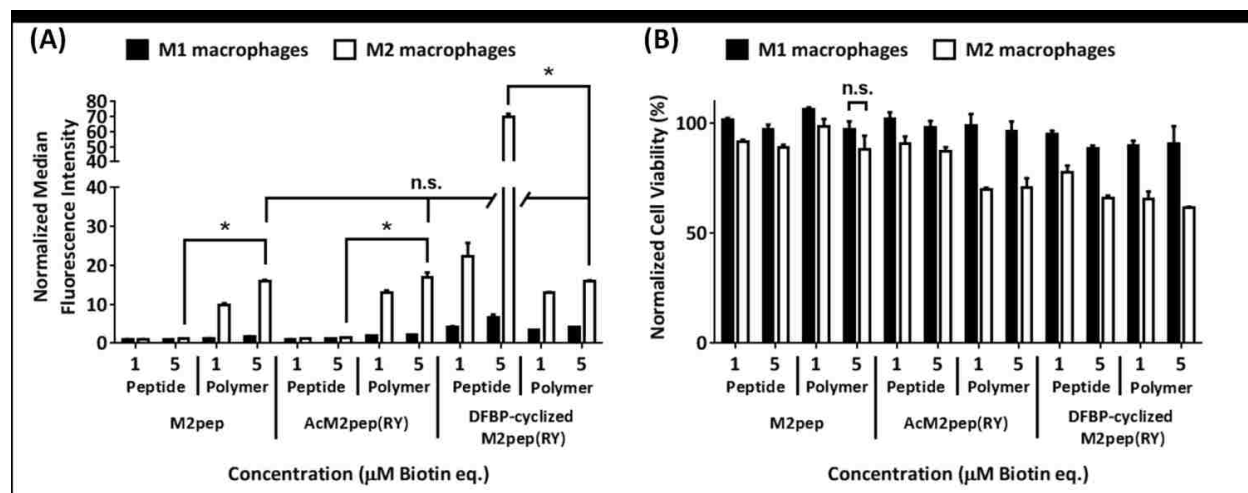 (A)
M1 macrophages
M2 macrophages
Normalized Median
Fluorescence Intensity
80
70
60
50
40
40
30
20
10
0
*
*
n.s.
*
1 5 1 5 1 5 1 5 1 5 1 5
Peptide Polymer Peptide Polymer Peptide Polymer
M2pep AcM2pep(RY) DFBP-cyclized
M2pep(RY)
Concentration (μM Biotin eq.)
(B)
M1 macrophages
M2 macrophages
Normalized Cell Viability (%)
100
50
0
n.s.
1 5 1 5 1 5 1 5 1 5 1 5
Peptide Polymer Peptide Polymer Peptide Polymer
M2pep AcM2pep(RY) DFBP-cyclized
M2pep(RY)
Concentration (μM Biotin eq.)